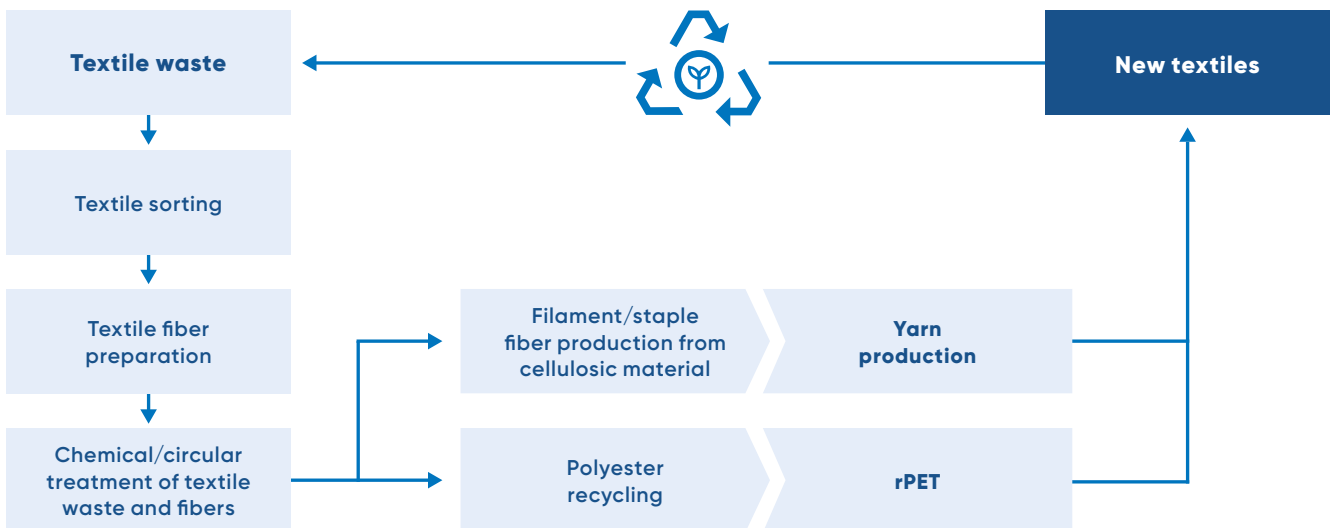 Textile waste
New textiles
Textile sorting
Textile fiber
preparation
Filament/staple
fiber production from
cellulosic material
Yarn
production
Chemical/circular
treatment of textile
waste and fibers
Polyester
recycling
rPET